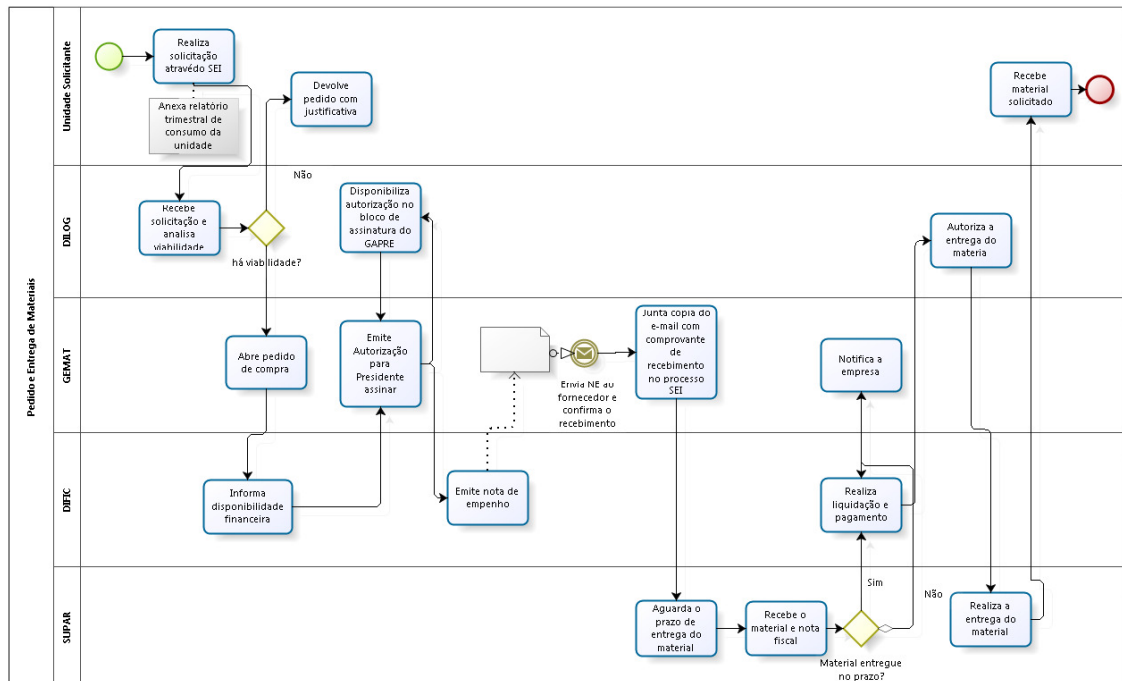 Pedido e Entrega de Materiais
Unidade Solicitante
Realiza
solicitação
atravédo SEI
Anexa relatório
trimestral de
consumo da
unidade
Devolve
pedido com
justificativa
Recebe
material
solicitado
DILOG
Recebe
solicitação e
analisa
viabilidade
há viabilidade?
Não
Disponibiliza
autorização no
bloco de
assinatura do
GAPRE
Autoriza a
entrega do
materia
GEMAT
Abre pedido
de compra
Emite
Autorização
para
Presidente
assinar
Envia NE ao
fornecedor e
confirma o
recebimento
Junta copia do
e-mail com
comprovante
de
recebimento
no processo
SEI
Notifica a
empresa
DIFIC
Informa
disponibilidade
financeira
Emite nota de
empenho
Realiza
liquidação e
pagamento
SUPAR
Aguarda o
prazo de
entrega do
material
Recebe o
material e nota
fiscal
Material entregue
no prazo?
Sim
Não
Realiza a
entrega do
material